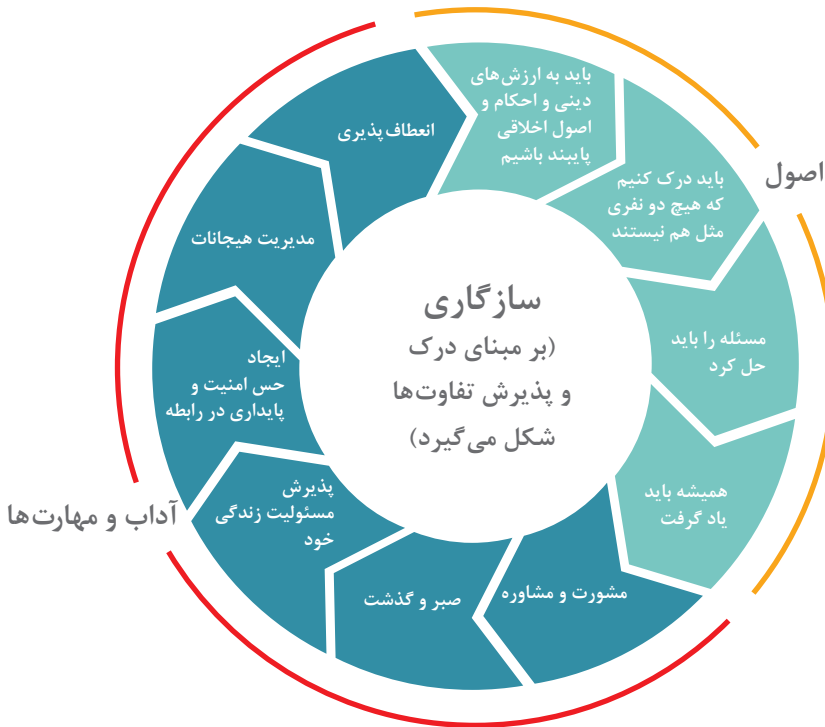 اصول
باید به ارزش‌های
دینی و احکام و
اصول اخلاقی
پایبند باشیم
باید درک کنیم
که هیچ دو نفری
مثل هم نیستند
مسئله را باید
حل کرد
همیشه باید
یاد گرفت
آداب و مهارت‌ها
مشورت و مشاوره
صبر و گذشت
پذیرش
مسئولیت زندگی
خود
ایجاد
حس امنیت و
پایداری در رابطه
مدیریت هیجانات
انعطاف‌پذیری
سازگاری
(بر مبنای درک
و پذیرش تفاوت‌ها
شکل می‌گیرد)